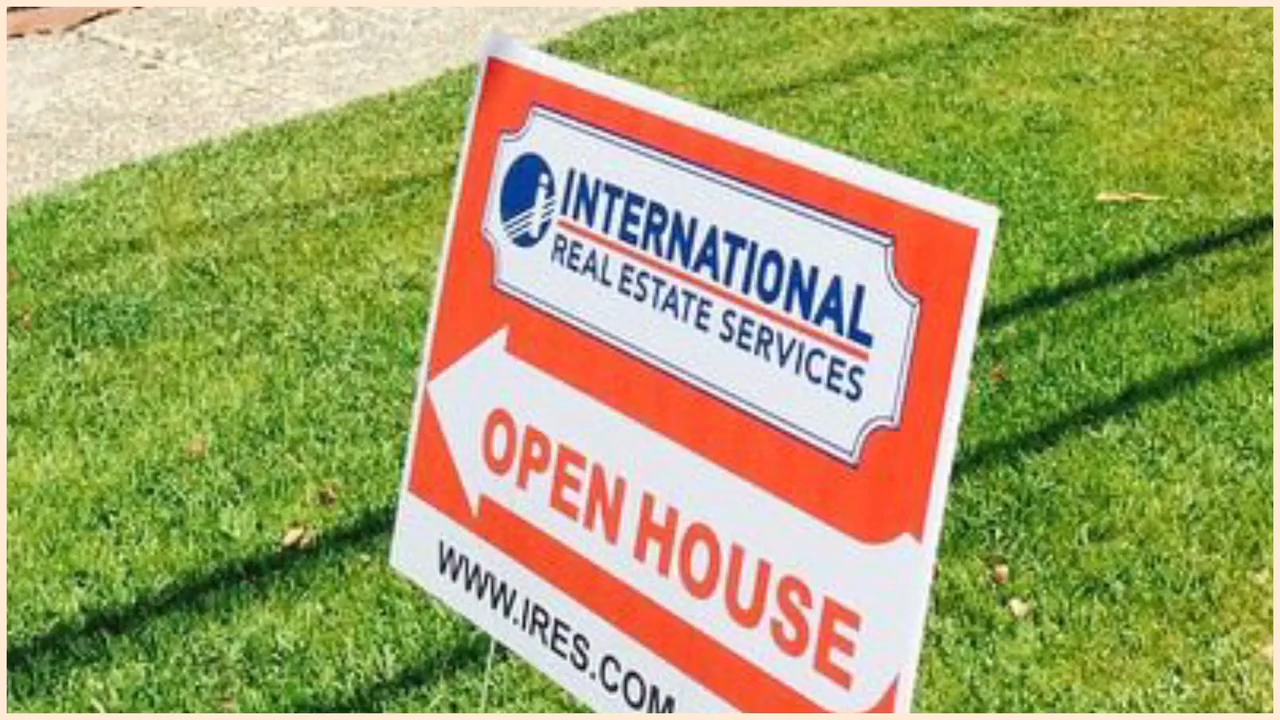 INTERNATIONAL
REAL ESTATE SERVICES
OPEN HOUSE
WWW.IRES.COM